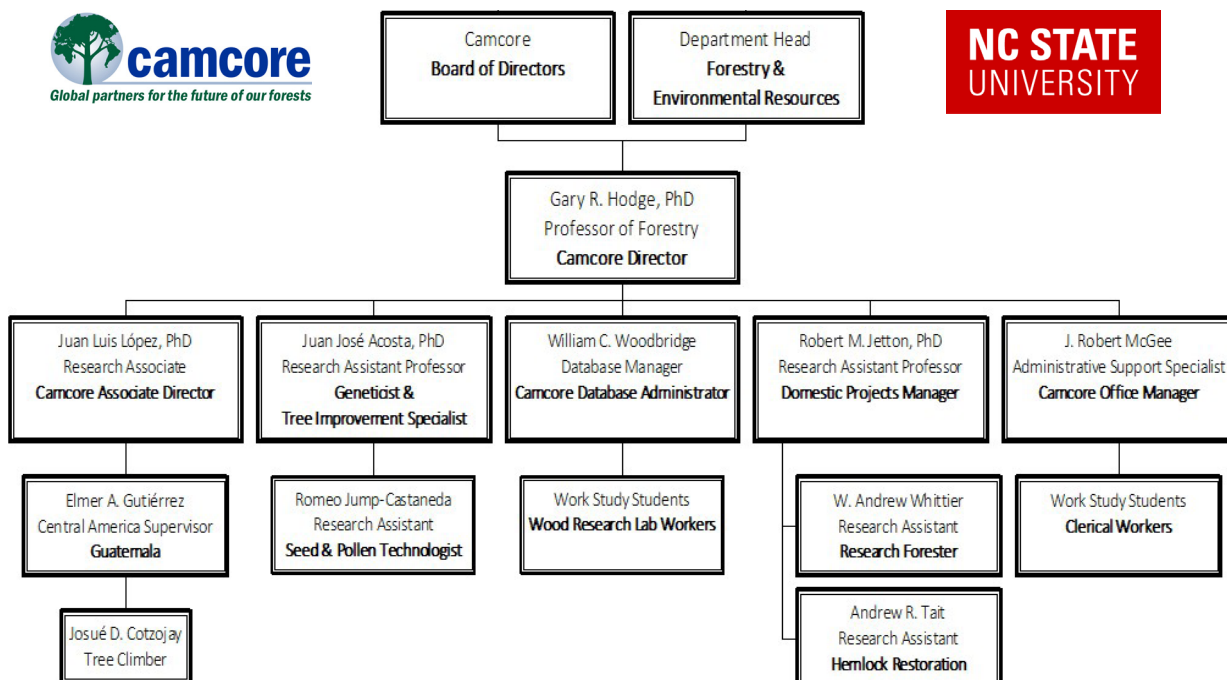 camcore
Global partners for the future of our forests
Camcore
Board of Directors
Department Head
Forestry &
Environmental Resources
NC STATE
UNIVERSITY
Gary R. Hodge, PhD
Professor of Forestry
Camcore Director
Juan Luis López, PhD
Research Associate
Camcore Associate Director
Juan José Acosta, PhD
Research Assistant Professor
Geneticist &
Tree Improvement Specialist
William C. Woodbridge
Database Manager
Camcore Database Administrator
Robert M. Jetton, PhD
Research Assistant Professor
Domestic Projects Manager
J. Robert McGee
Administrative Support Specialist
Camcore Office Manager
Elmer A. Gutiérrez
Central America Supervisor
Guatemala
Romeo Jump-Castaneda
Research Assistant
Seed & Pollen Technologist
Work Study Students
Wood Research Lab Workers
W. Andrew Whittier
Research Assistant
Research Forester
Work Study Students
Clerical Workers
Josué D. Cotzojay
Tree Climber
Andrew R. Tait
Research Assistant
Hemlock Restoration